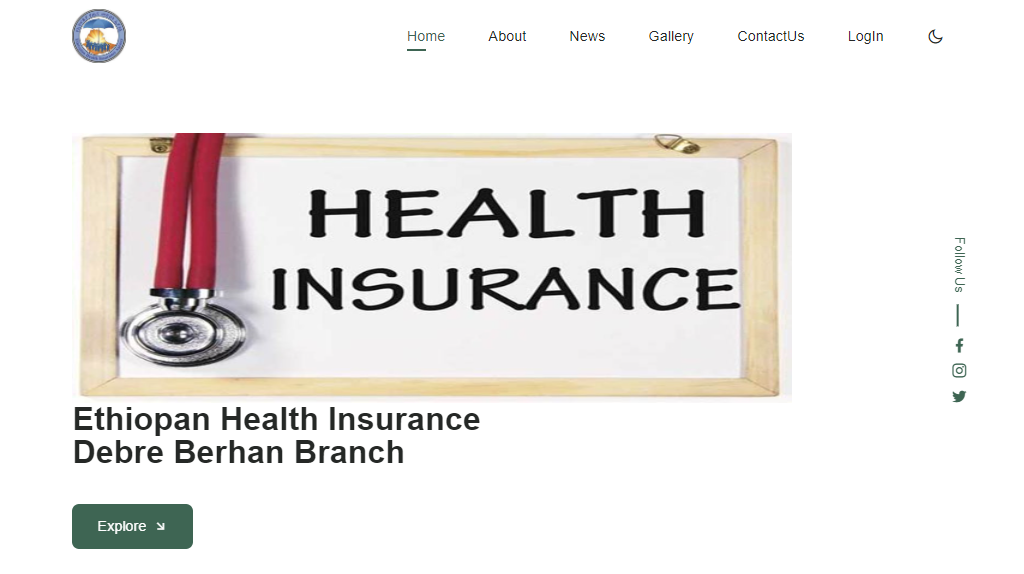 Home About News Gallery ContactUs LogIn
HEALTH
INSURANCE
Follow Us
Ethiopan Health Insurance
Debre Berhan Branch
Explore